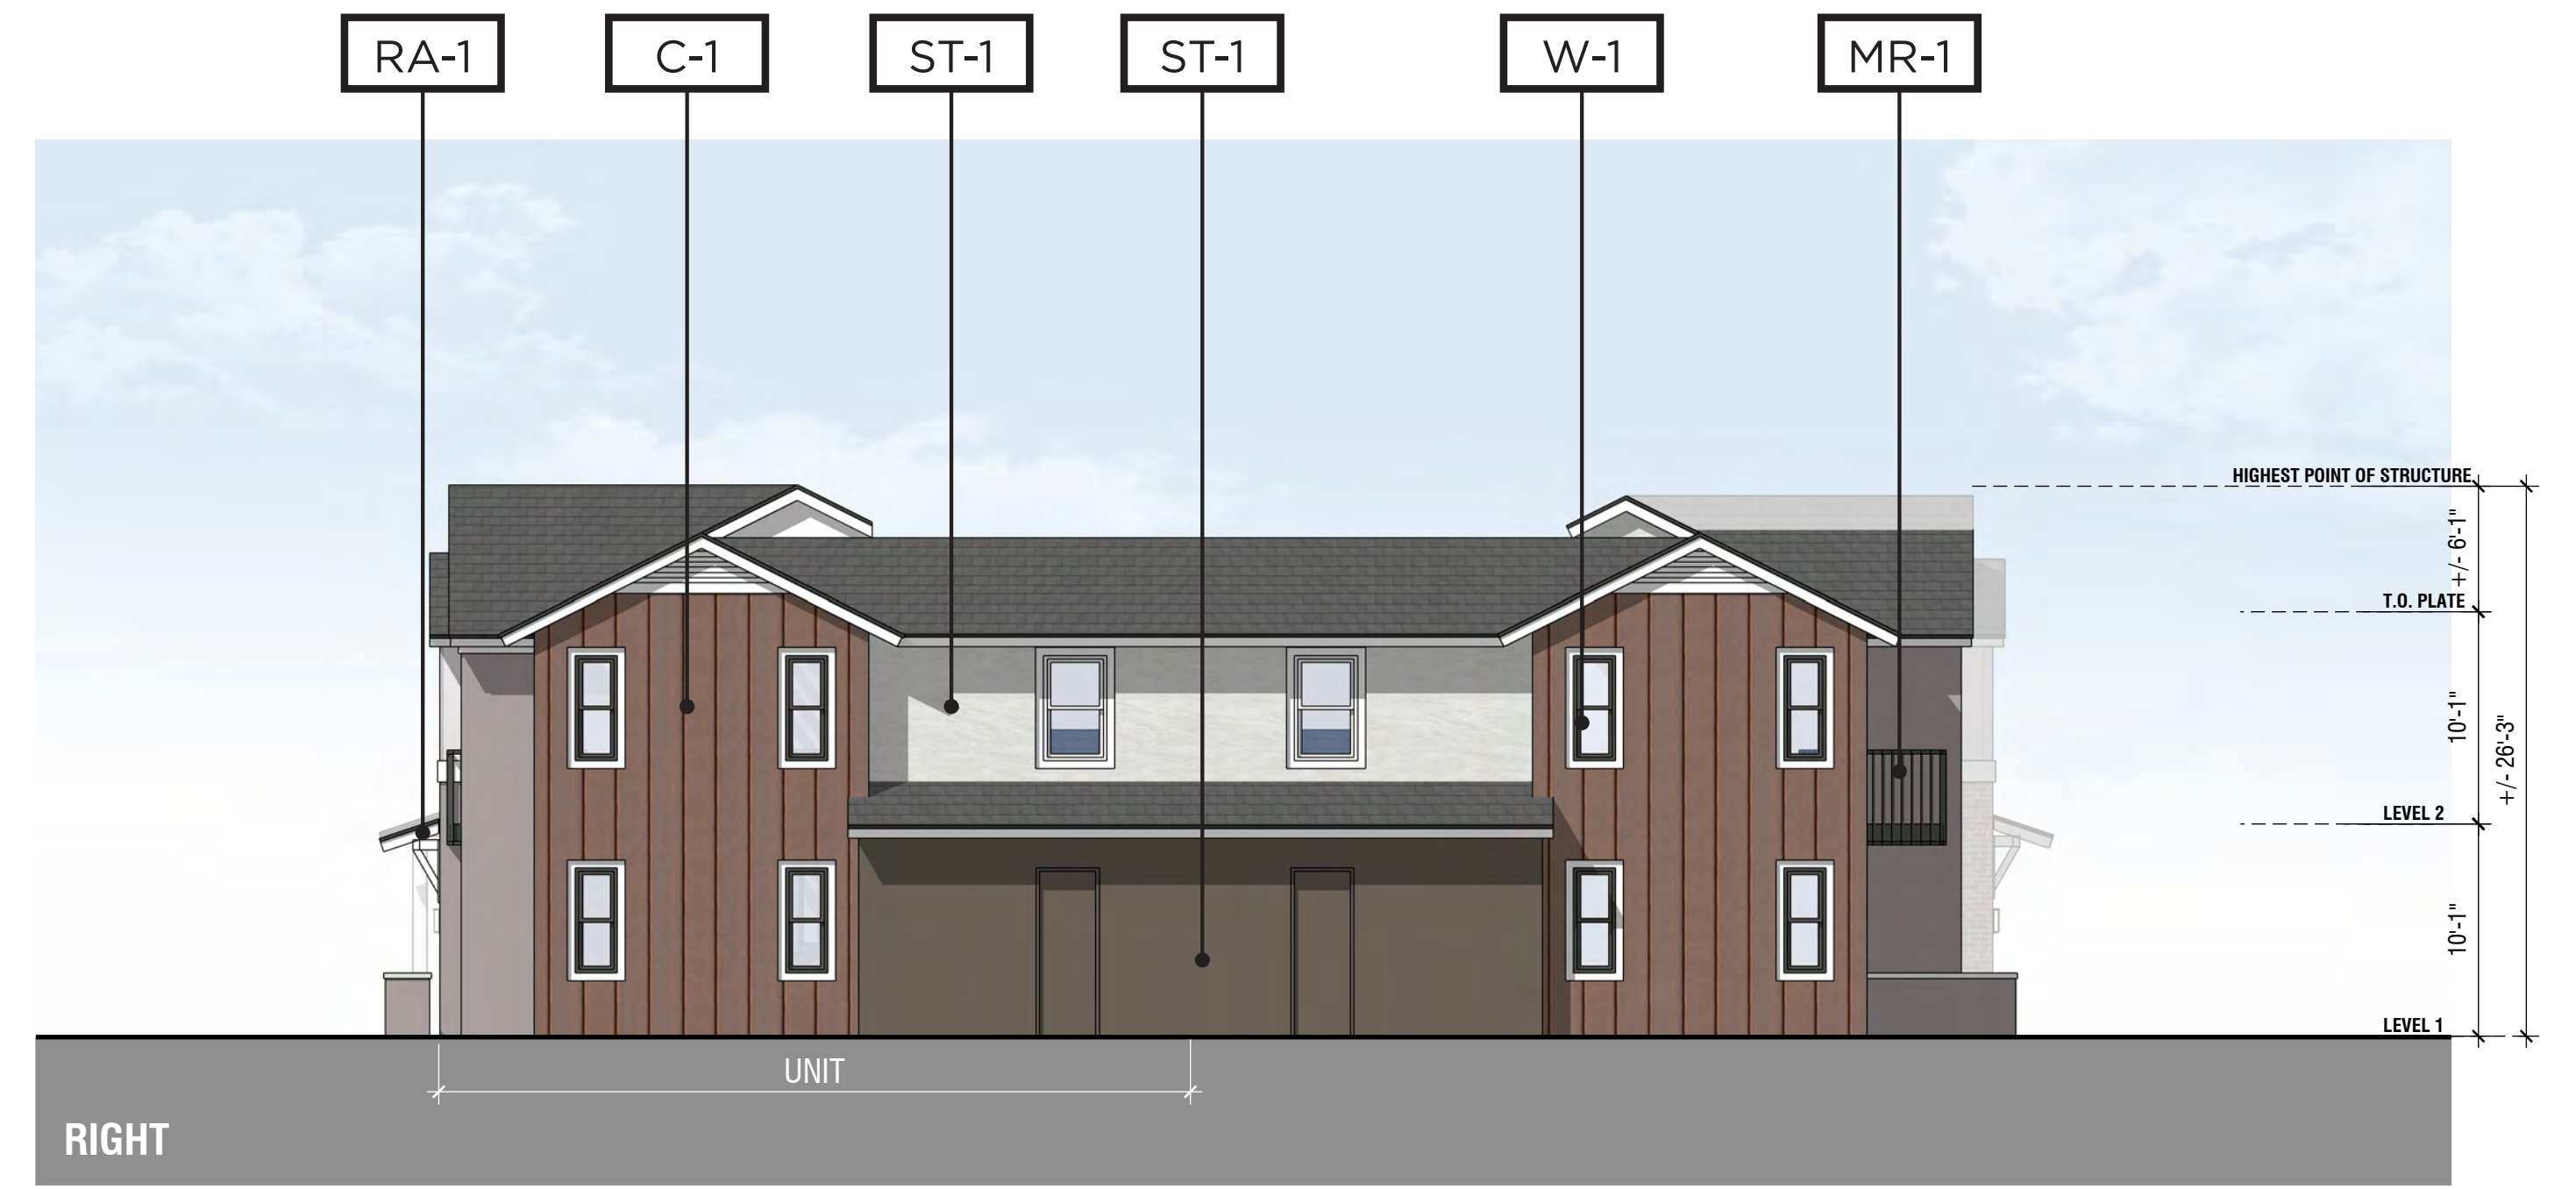 RA-1
C-1
ST-1
ST-1
W-1
MR-1
HIGHEST POINT OF STRUCTURE
+/- 6'-1"
T.O. PLATE
10'-1"
+/- 26'-3"
LEVEL 2
10'-1"
LEVEL 1
UNIT
RIGHT